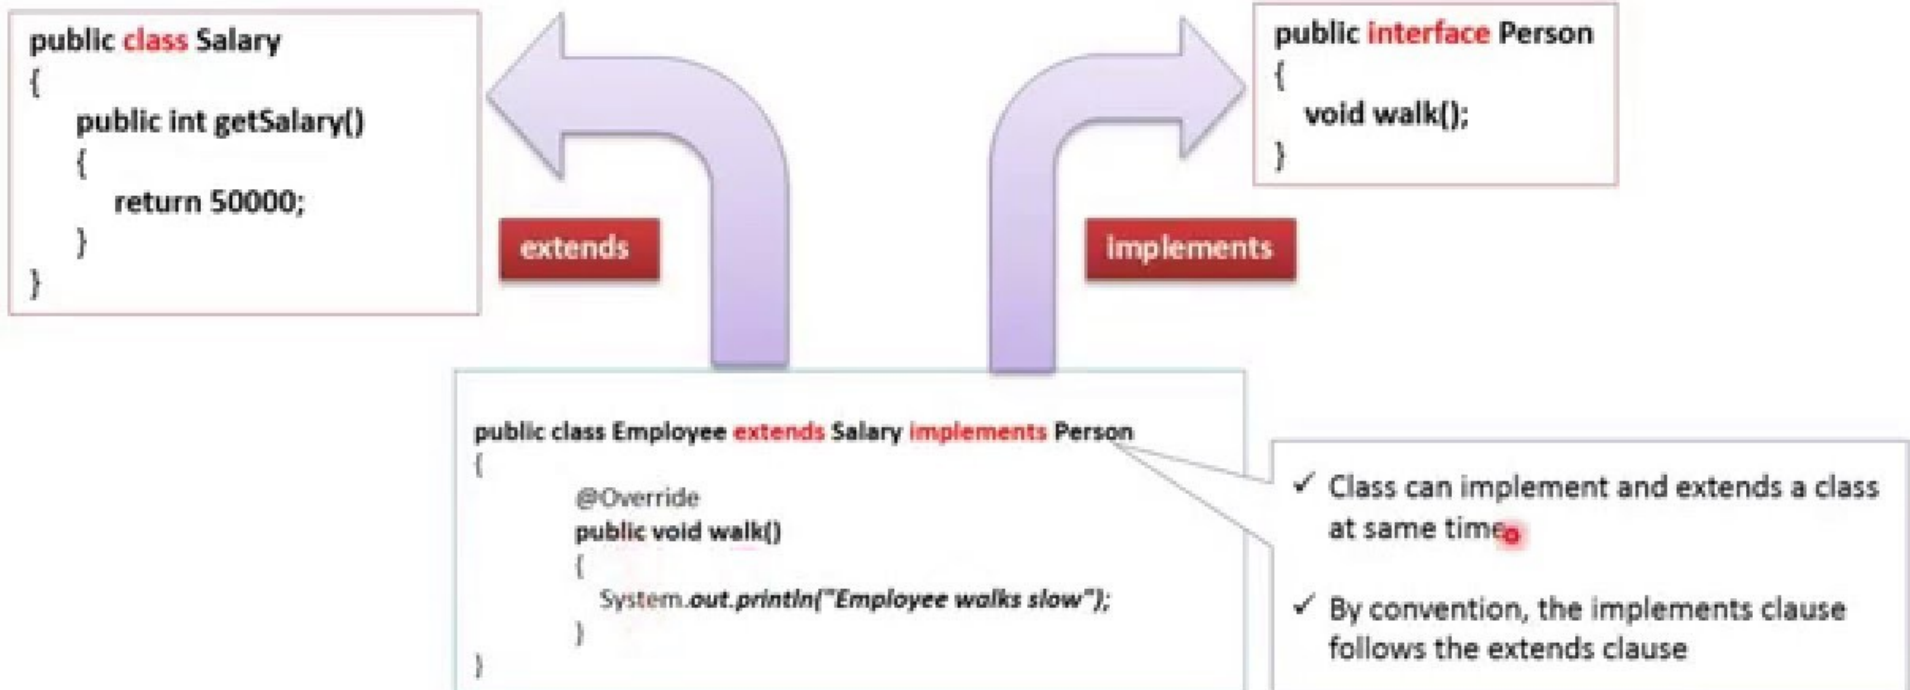 public class Salary
{
public int getSalary()
{
return 50000;
}
}
extends
implements
public interface Person
{
void walk();
}
public class Employee extends Salary implements Person
{
@Override
public void walk()
{
System.out.println("Employee walks slow");
}
}
✓ Class can implement and extends a class
at same time
✓ By convention, the implements clause
follows the extends clause